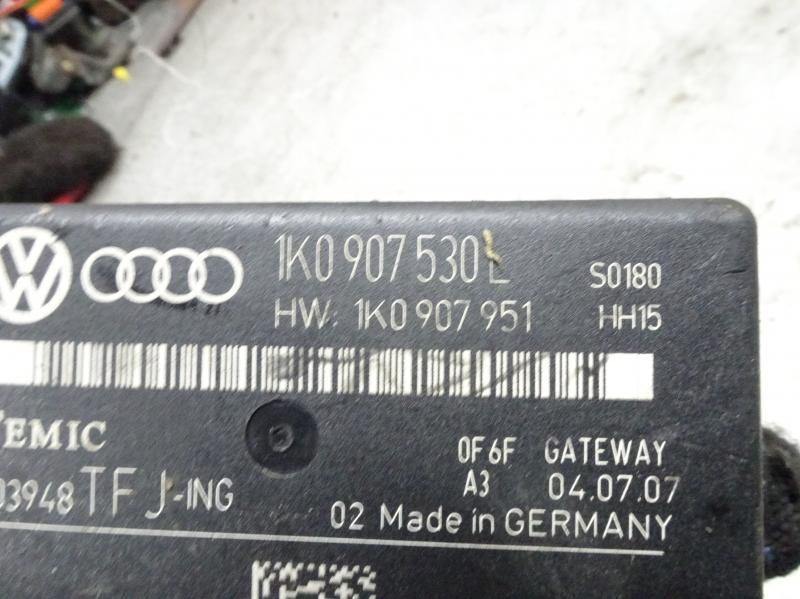 1K0 907 530 L
S0180
HW: 1K0 907 951
HH15
TEMIC
0F6F GATEWAY
03948 TFJ-ING
A3 04.07.07
02 Made in GERMANY